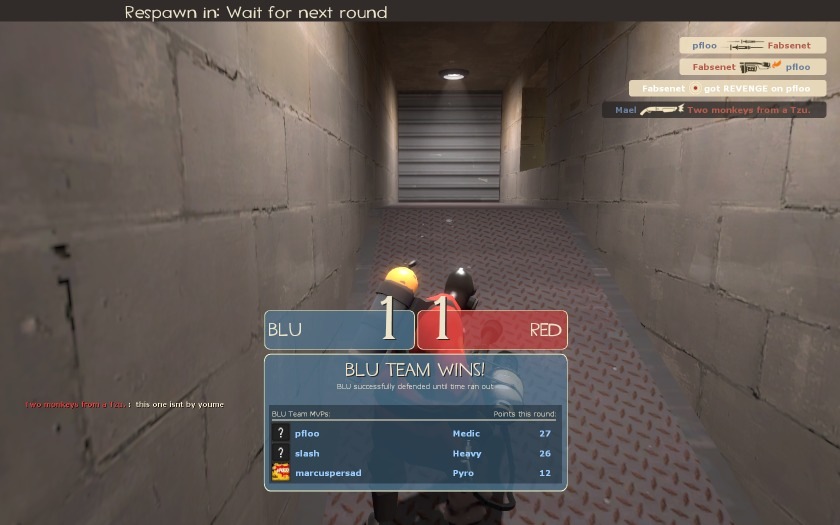 Respawn in: Wait for next round
pfloo Fabsenet
Fabsenet pfloo
Fabsenet got REVENGE on pfloo
Mael Two monkeys from a Tzu.
BLU 1 1 RED
BLU TEAM WINS!
BLU successfully defended until time ran out
Two monkeys from a Tzu. : this one isnt by youme
BLU Team MVPs: Points this round:
? pfloo Medic 27
? slash Heavy 26
marcuspersad Pyro 12